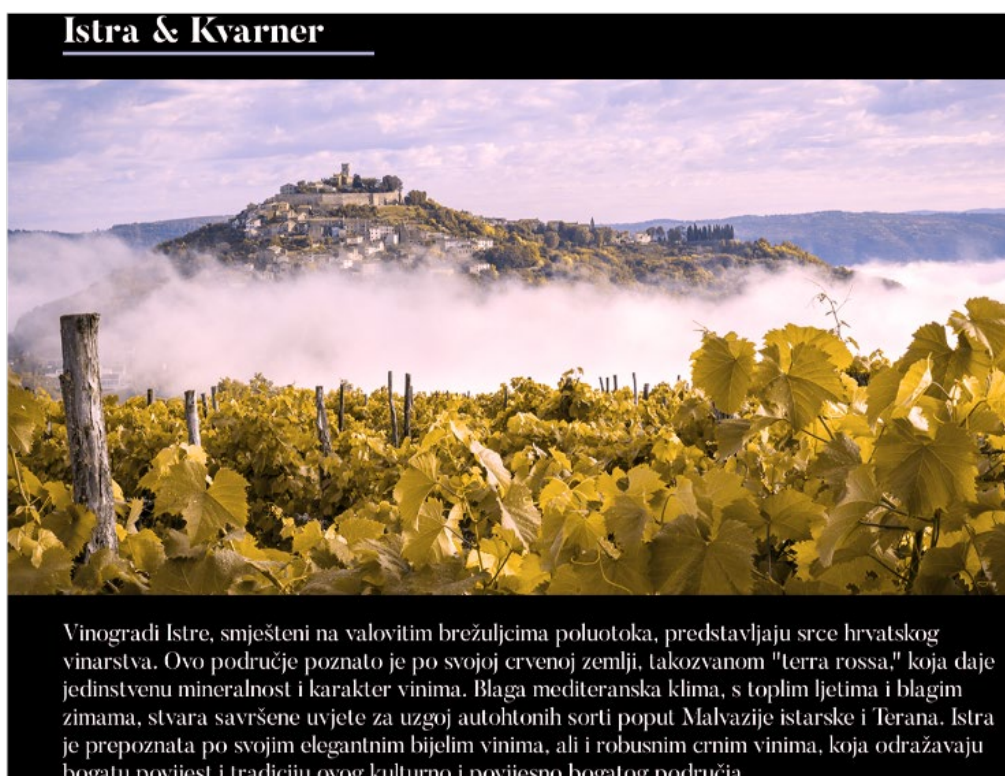 Istra & Kvarner
Vinogradi Istre, smješteni na valovitim brežuljcima poluotoka, predstavljaju srce hrvatskog
vinarstva. Ovo područje poznato je po svojoj crvenoj zemlji, takozvanom "terra rossa," koja daje
jedinstvenu mineralnost i karakter vinima. Blaga mediteranska klima, s toplim ljetima i blagim
zimama, stvara savršene uvjete za uzgoj autohtonih sorti poput Malvazije istarske i Terana. Istra
je prepoznata po svojim elegantnim bijelim vinima, ali i robusnim crnim vinima, koja odražavaju
bogatu povijest i tradiciju ovog kulturno i povijesno bogatog područja